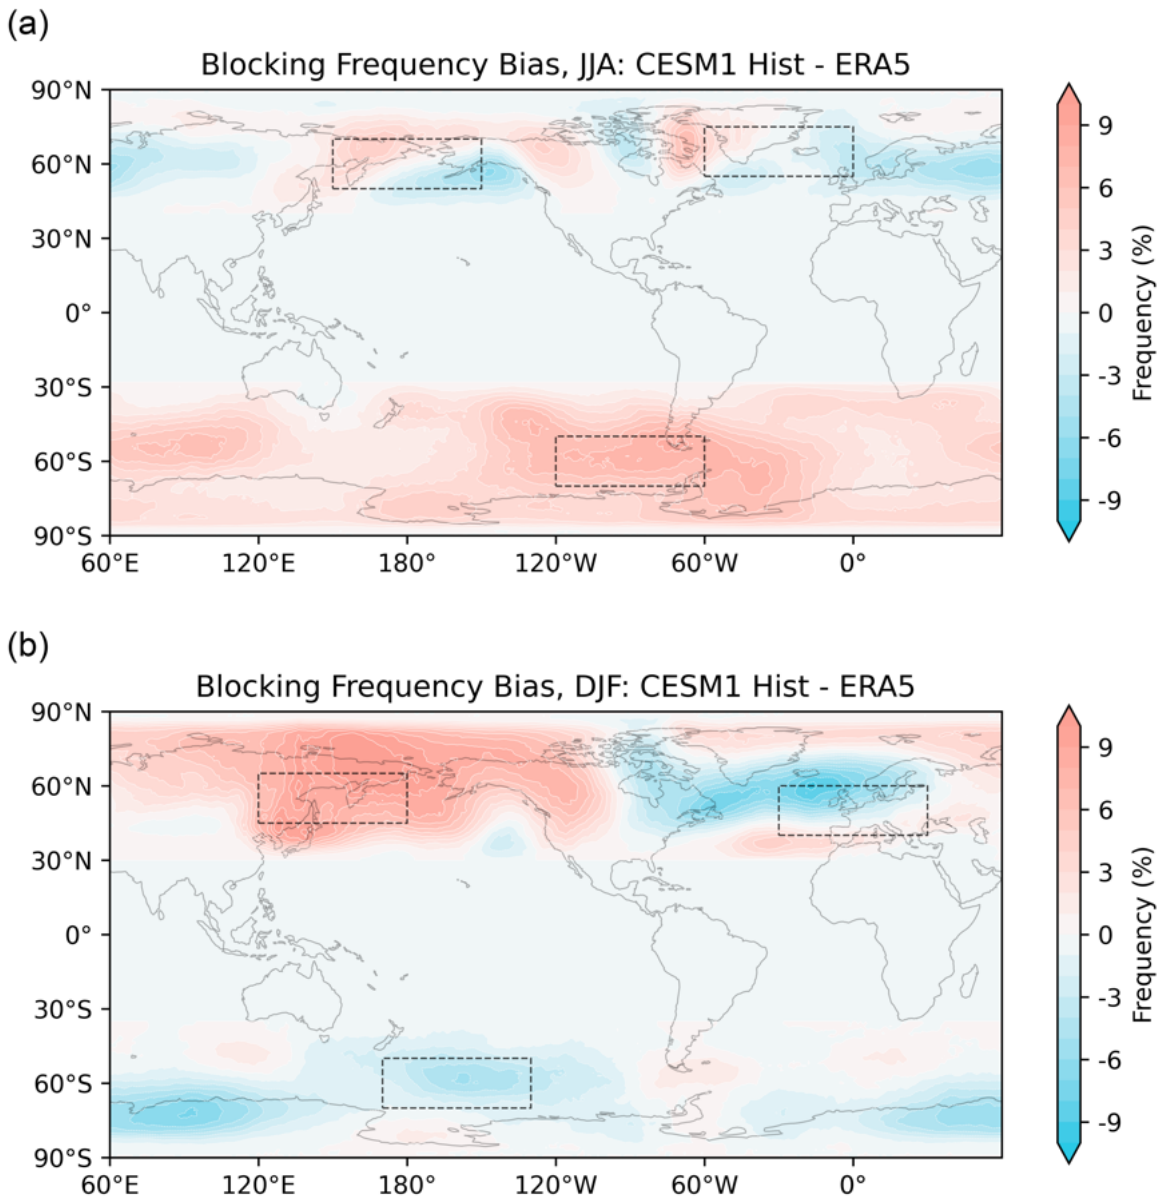 (a)
Blocking Frequency Bias, JJA: CESM1 Hist - ERA5
90°N
60°N
30°N
0°
30°S
60°S
90°S
60°E 120°E 180° 120°W 60°W 0°
9
6
3
0
-3
-6
-9
Frequency (%)
(b)
Blocking Frequency Bias, DJF: CESM1 Hist - ERA5
90°N
60°N
30°N
0°
30°S
60°S
90°S
60°E 120°E 180° 120°W 60°W 0°
9
6
3
0
-3
-6
-9
Frequency (%)